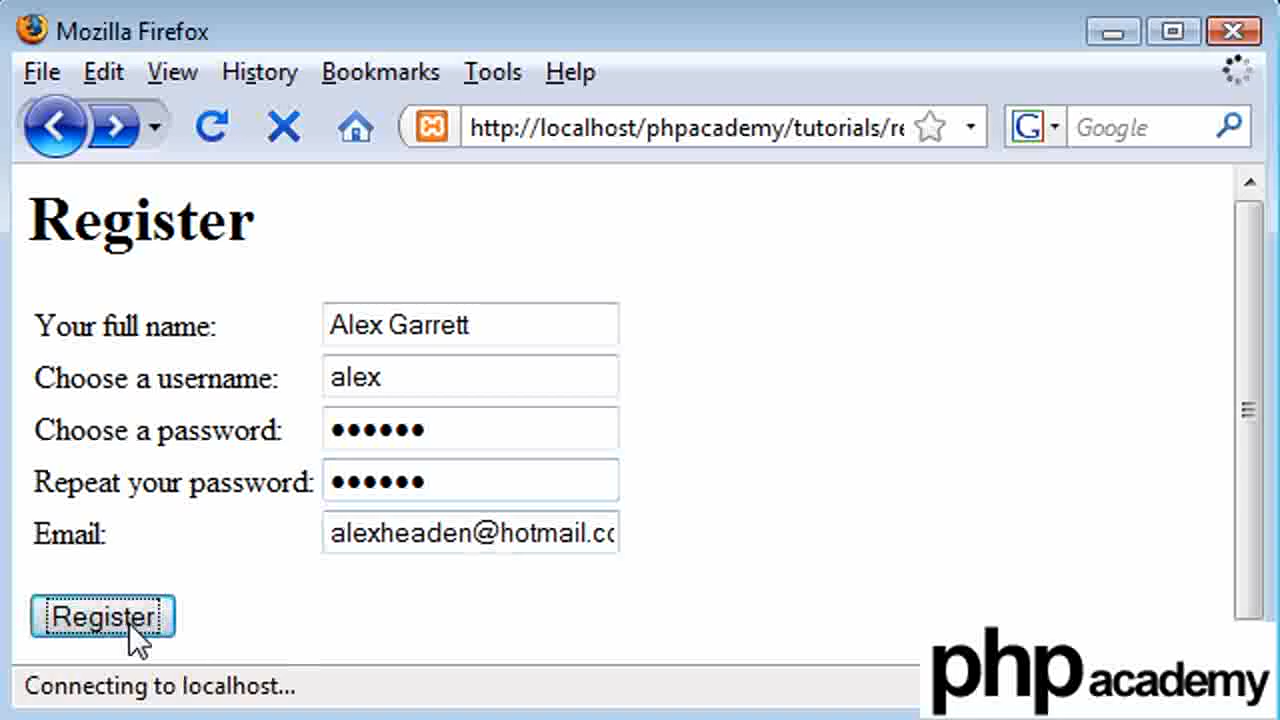 Mozilla Firefox
File Edit View History Bookmarks Tools Help
http://localhost/phpacademy/tutorials/re
G Google
Register
Your full name: Alex Garrett
Choose a username: alex
Choose a password: ••••••
Repeat your password: ••••••
Email: alexheaden@hotmail.co
Register
Connecting to localhost...
php academy